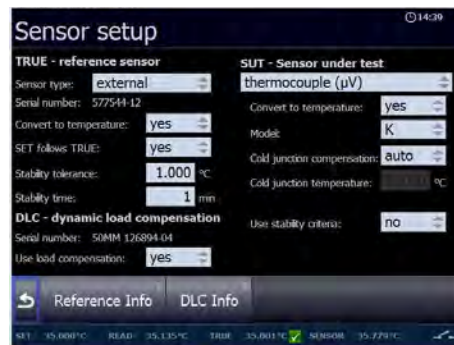 Sensor setup
14:39
TRUE - reference sensor
Sensor type: external
Serial number: 577544-12
Convert to temperature: yes
SET follows TRUE: yes
Stability tolerance: 1.000 °C
Stability time: 1 min
DLC - dynamic load compensation
Serial number: 50MM 126894-04
Use load compensation: yes
SUT - Sensor under test
thermocouple (µV)
Convert to temperature: yes
Model: K
Cold junction compensation: auto
Cold junction temperature: °C
Use stability criteria: no
Reference Info DLC Info
SET 35.000°C READ 35.135°C TRUE 35.001°C SENSOR 35.779°C